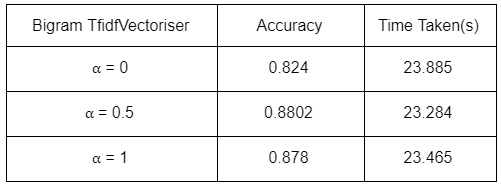 Bigram TfidfVectoriser Accuracy Time Taken(s)
α = 0 0.824 23.885
α = 0.5 0.8802 23.284
α = 1 0.878 23.465